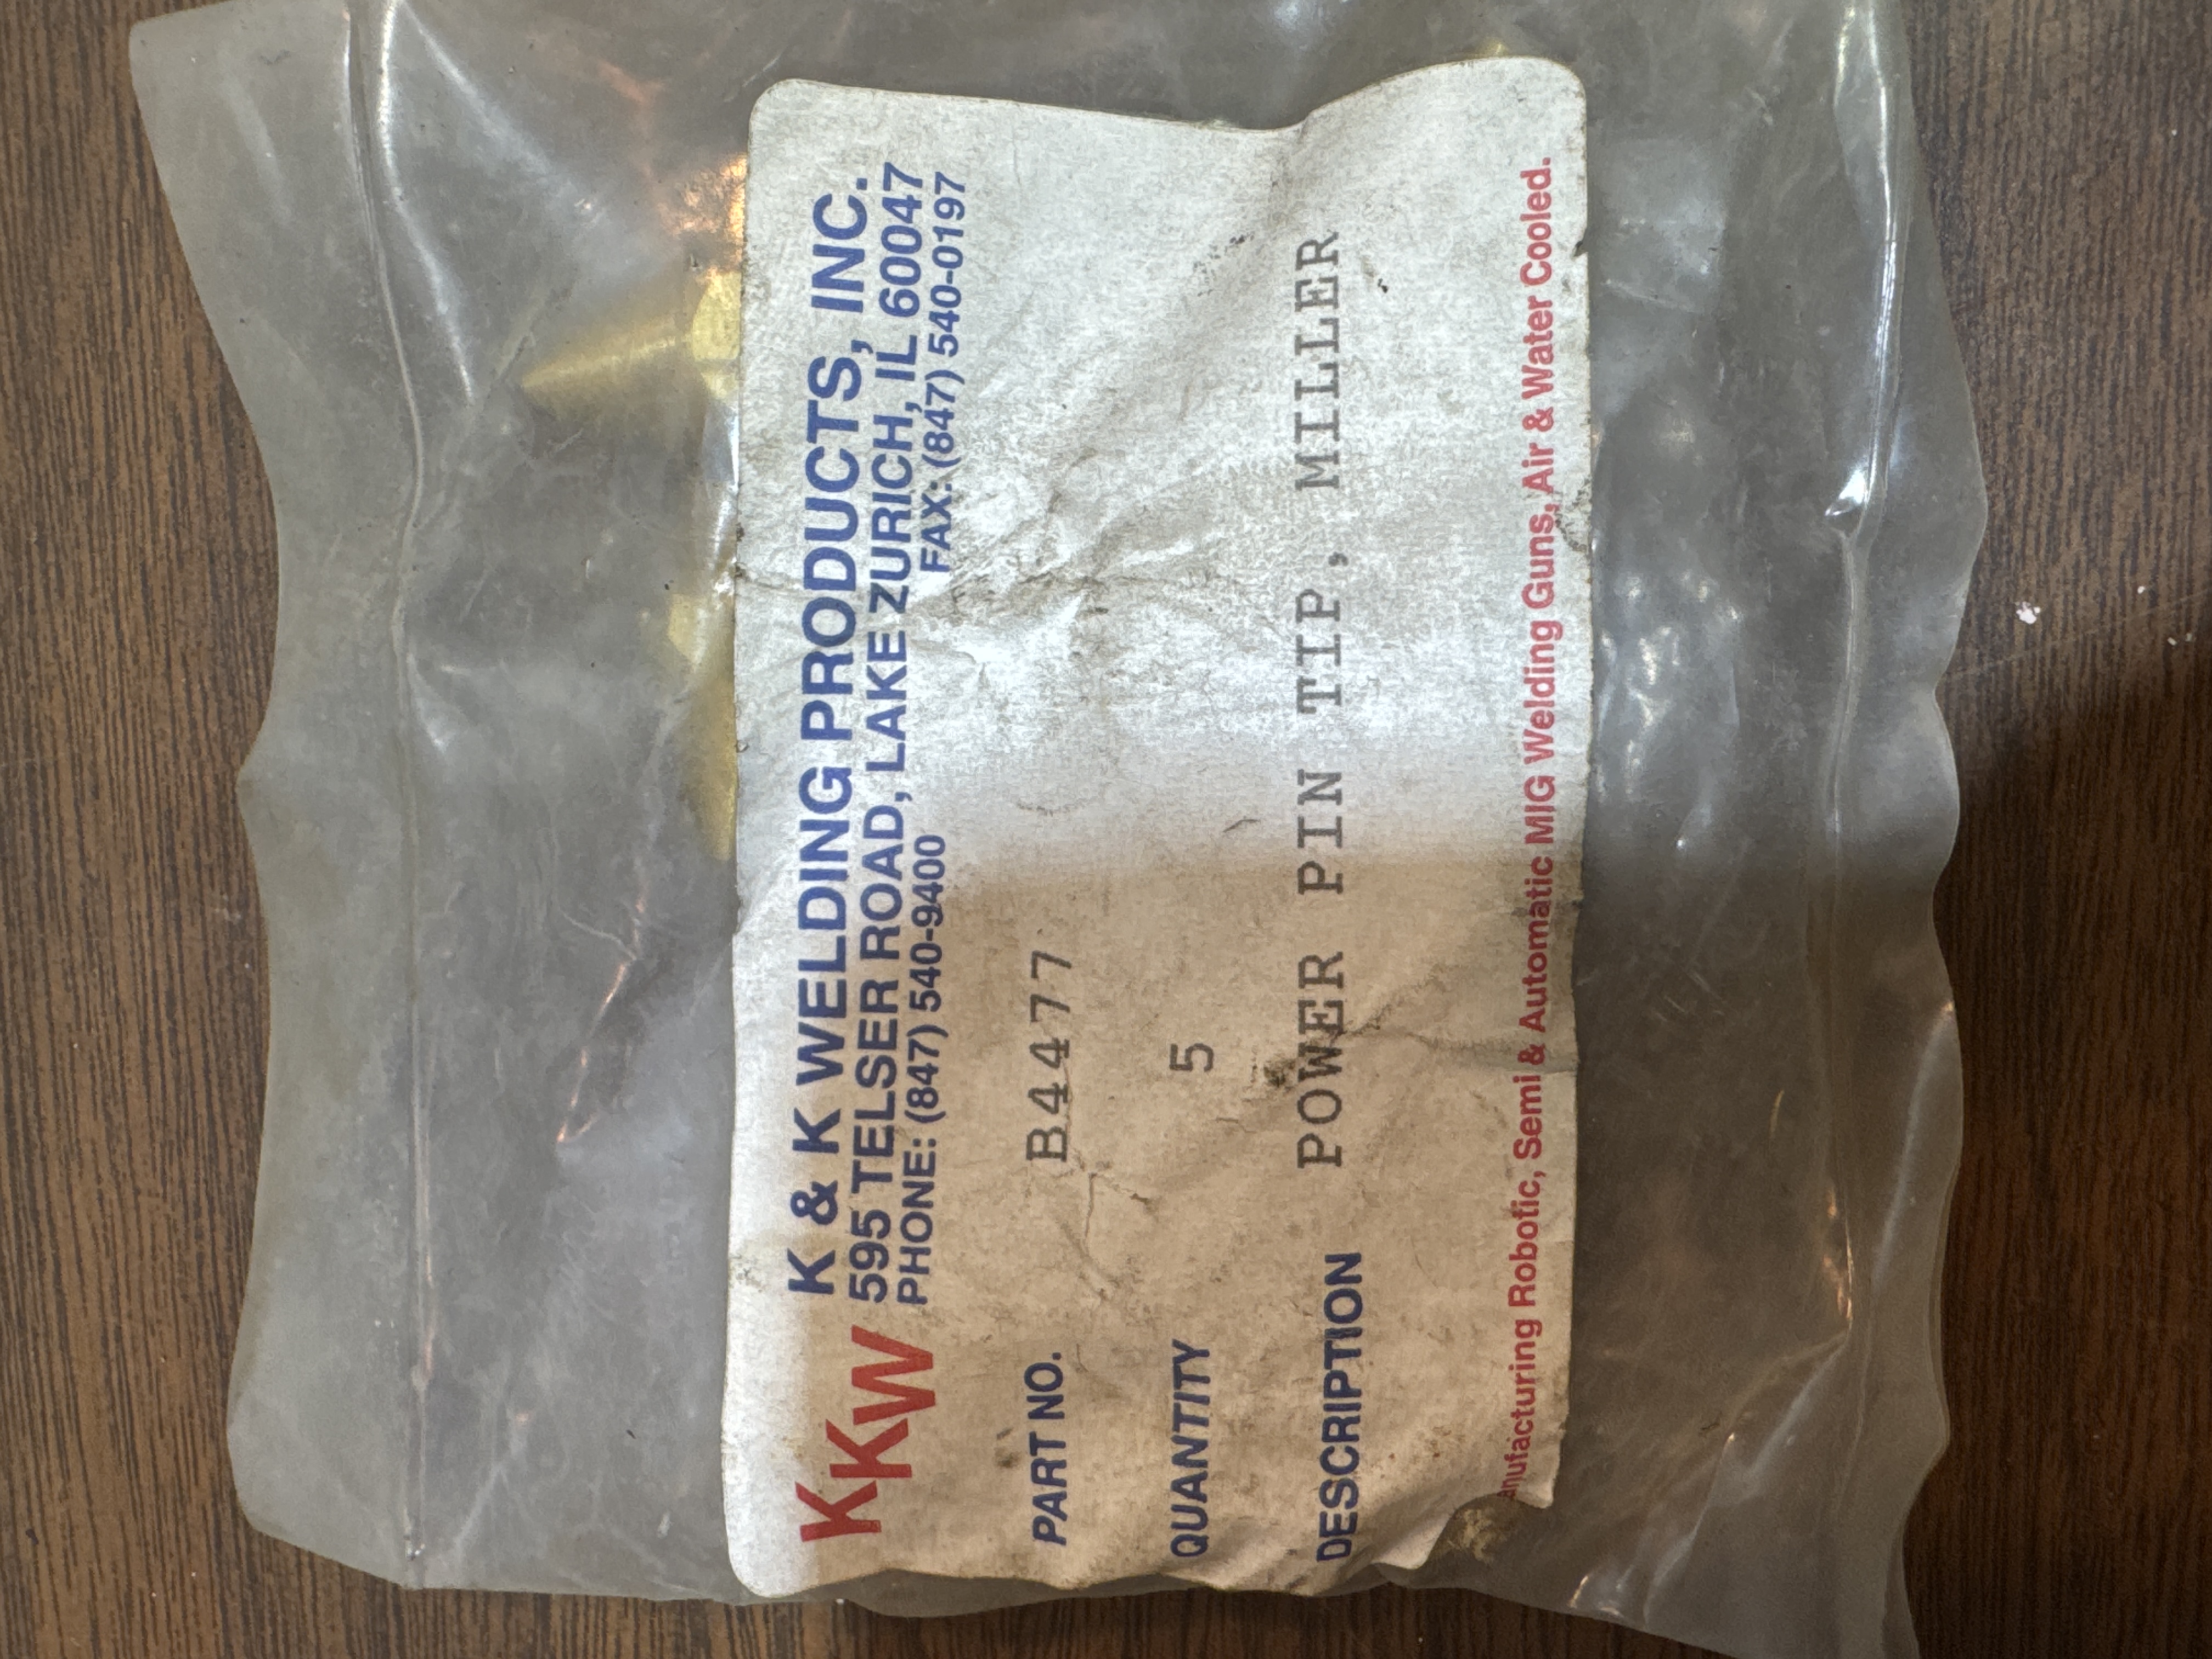 KKW
K & K WELDING PRODUCTS, INC.
595 TELSER ROAD, LAKE ZURICH, IL 60047
PHONE: (847) 540-9400 FAX: (847) 540-0197
PART NO. B4477
QUANTITY 5
DESCRIPTION POWER PIN TIP, MILLER
anufacturing Robotic, Semi & Automatic MIG Welding Guns, Air & Water Cooled.